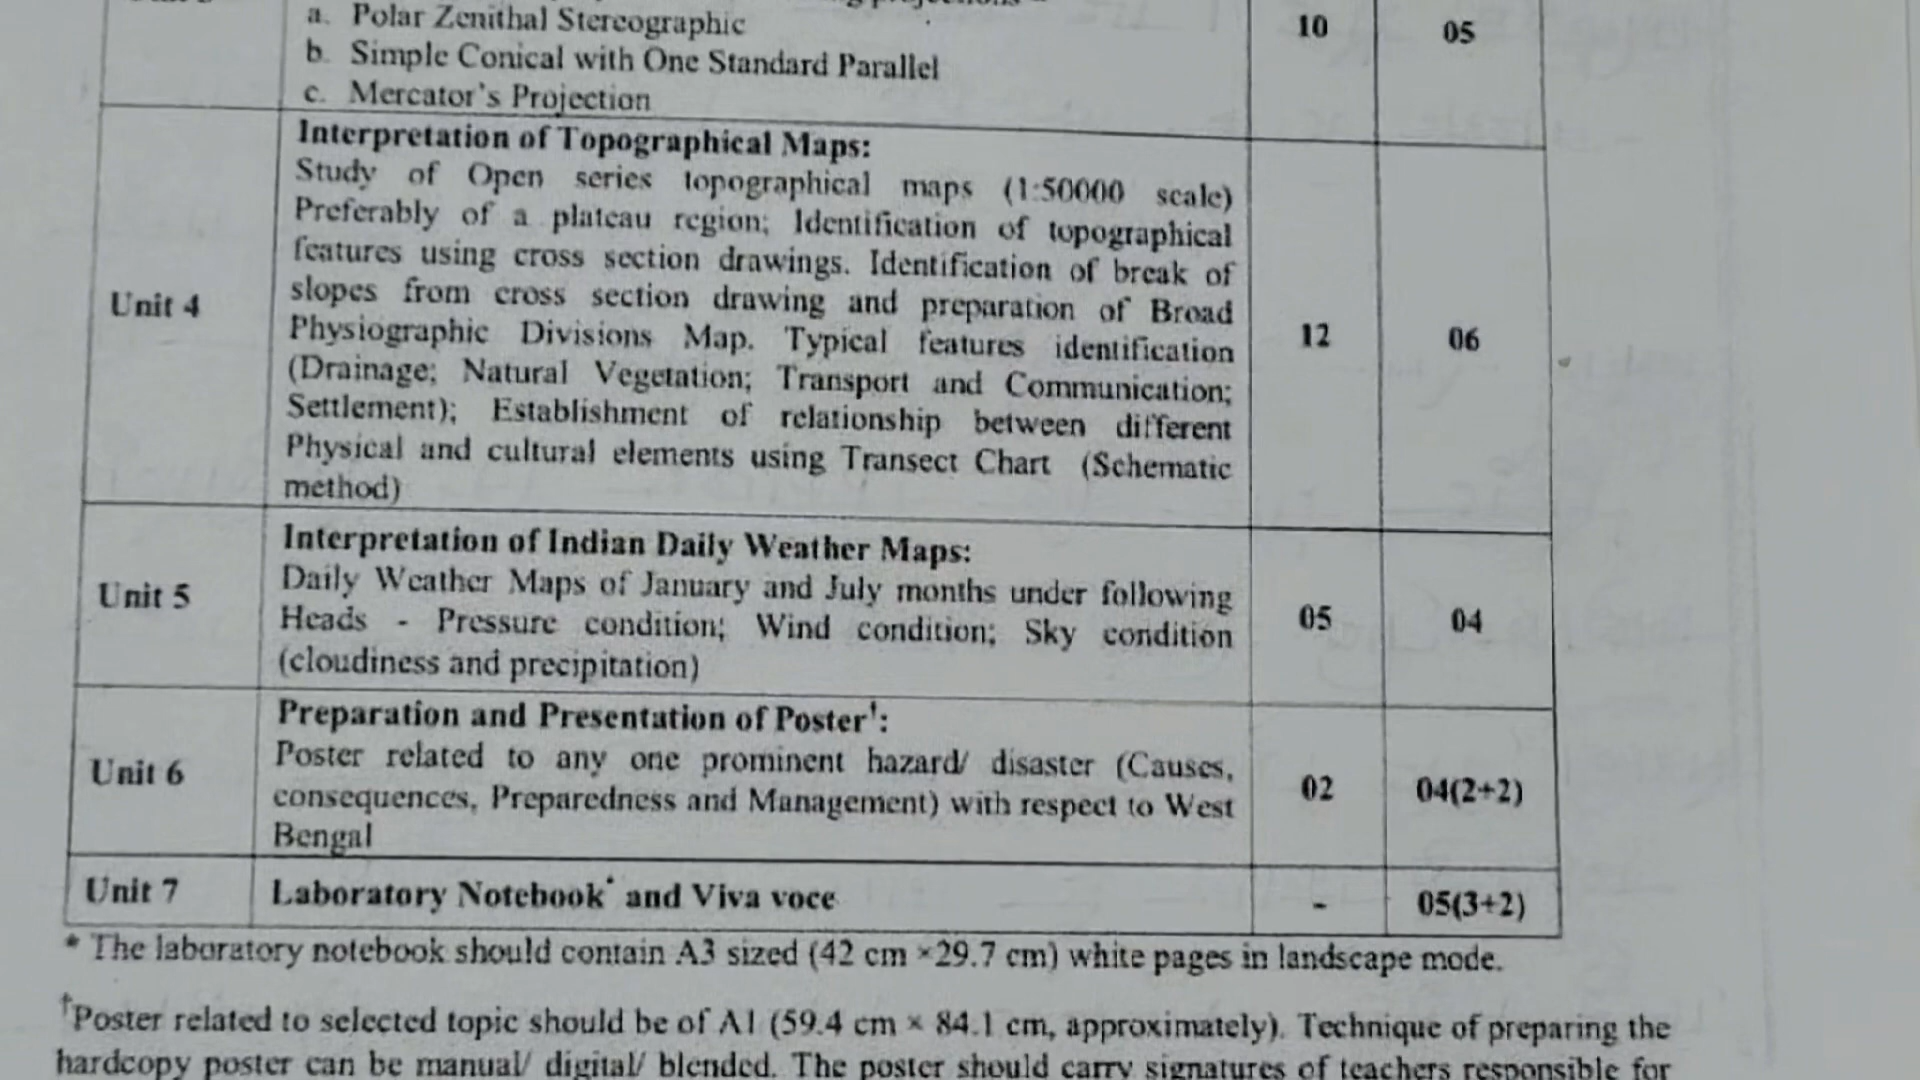 a. Polar Zenithal Stereographic
b. Simple Conical with One Standard Parallel
c. Mercator's Projection
10
05
Unit 4
Interpretation of Topographical Maps:
Study of Open series topographical maps (1:50000 scale)
Preferably of a plateau region; Identification of topographical
features using cross section drawings. Identification of break of
slopes from cross section drawing and preparation of Broad
Physiographic Divisions Map. Typical features identification
(Drainage; Natural Vegetation; Transport and Communication;
Settlement); Establishment of relationship between different
Physical and cultural elements using Transect Chart (Schematic
method)
12
06
Unit 5
Interpretation of Indian Daily Weather Maps:
Daily Weather Maps of January and July months under following
Heads - Pressure condition; Wind condition; Sky condition
(cloudiness and precipitation)
05
04
Unit 6
Preparation and Presentation of Poster†:
Poster related to any one prominent hazard/ disaster (Causes,
consequences, Preparedness and Management) with respect to West
Bengal
02
04(2+2)
Unit 7
Laboratory Notebook* and Viva voce
-
05(3+2)
* The laboratory notebook should contain A3 sized (42 cm ×29.7 cm) white pages in landscape mode.
†Poster related to selected topic should be of A1 (59.4 cm × 84.1 cm, approximately). Technique of preparing the
hardcopy poster can be manual/ digital/ blended. The poster should carry signatures of teachers responsible for